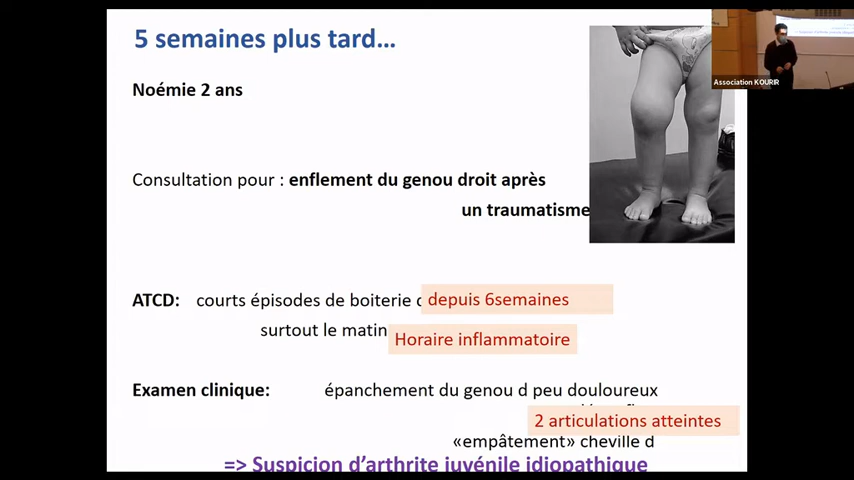 5 semaines plus tard...
Association KOURIR
Noémie 2 ans
Consultation pour : enflement du genou droit après
un traumatisme
ATCD: courts épisodes de boiterie depuis 6semaines
surtout le matin Horaire inflammatoire
Examen clinique: épanchement du genou d peu douloureux
2 articulations atteintes
«empâtement» cheville d
=> Suspicion d'arthrite juvénile idiopathique